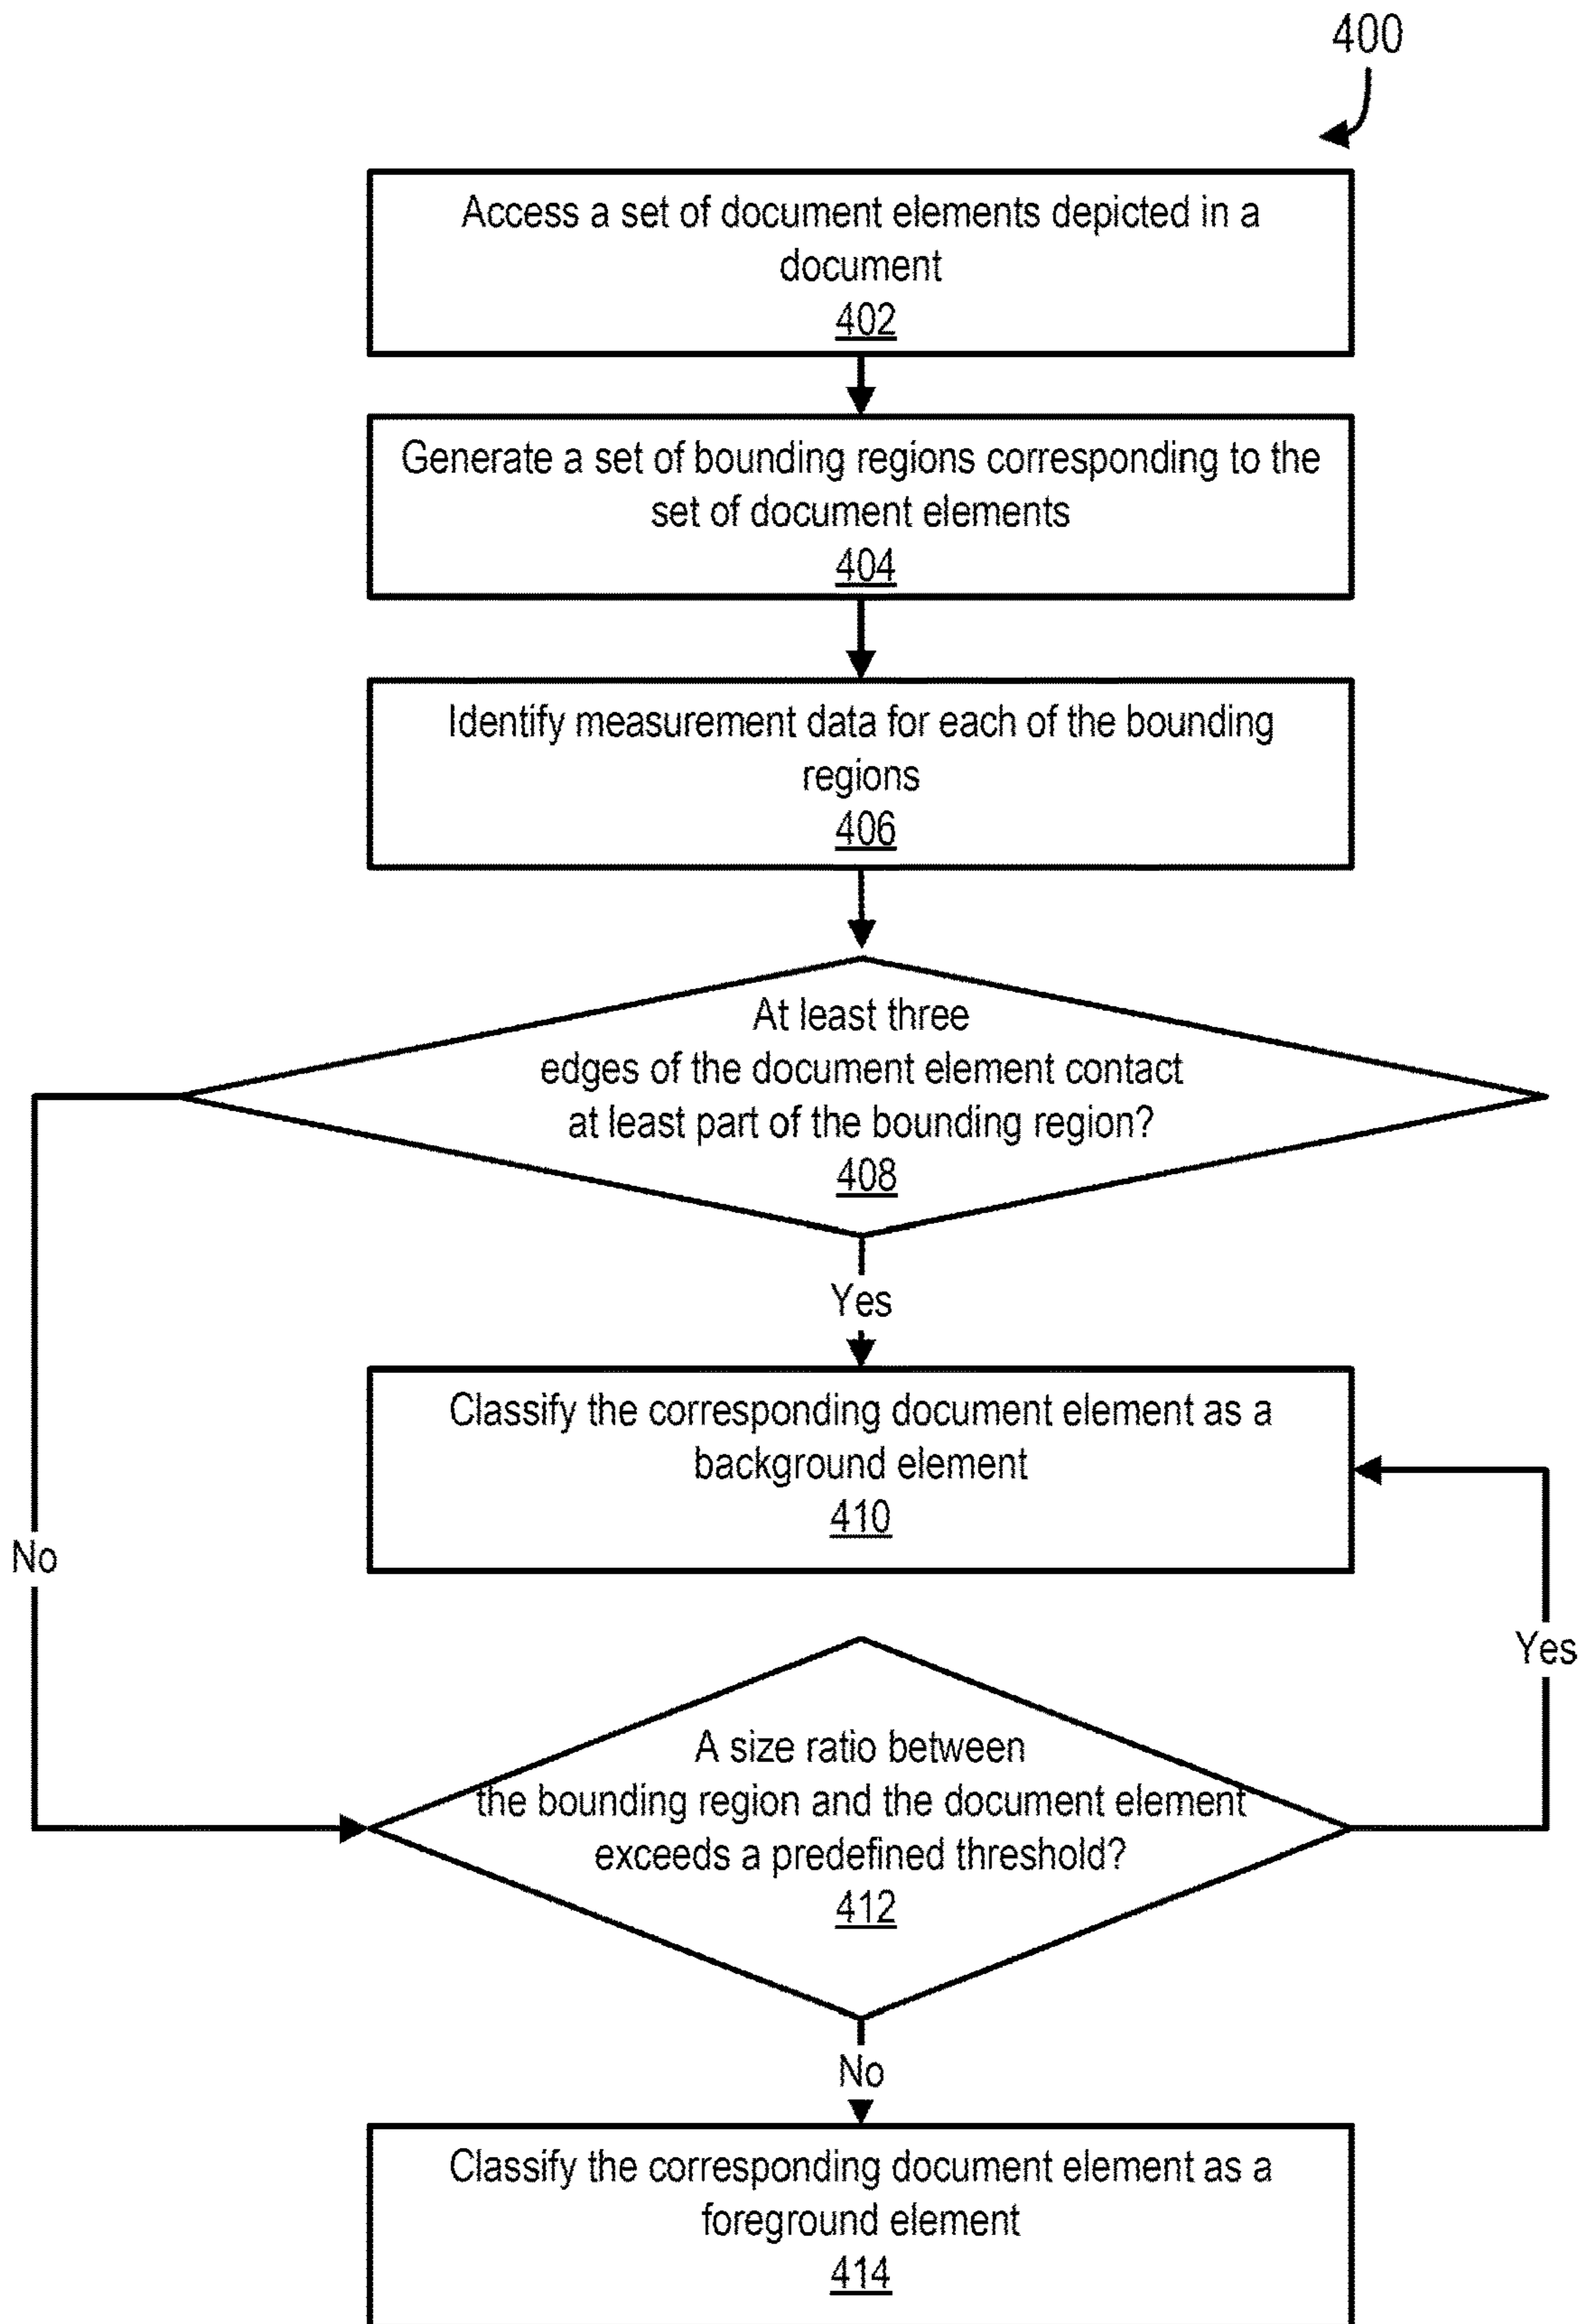 400
Access a set of document elements depicted in a
document
402
Generate a set of bounding regions corresponding to the
set of document elements
404
Identify measurement data for each of the bounding
regions
406
At least three
edges of the document element contact
at least part of the bounding region?
408
Yes
Classify the corresponding document element as a
background element
410
No
Yes
A size ratio between
the bounding region and the document element
exceeds a predefined threshold?
412
No
Classify the corresponding document element as a
foreground element
414